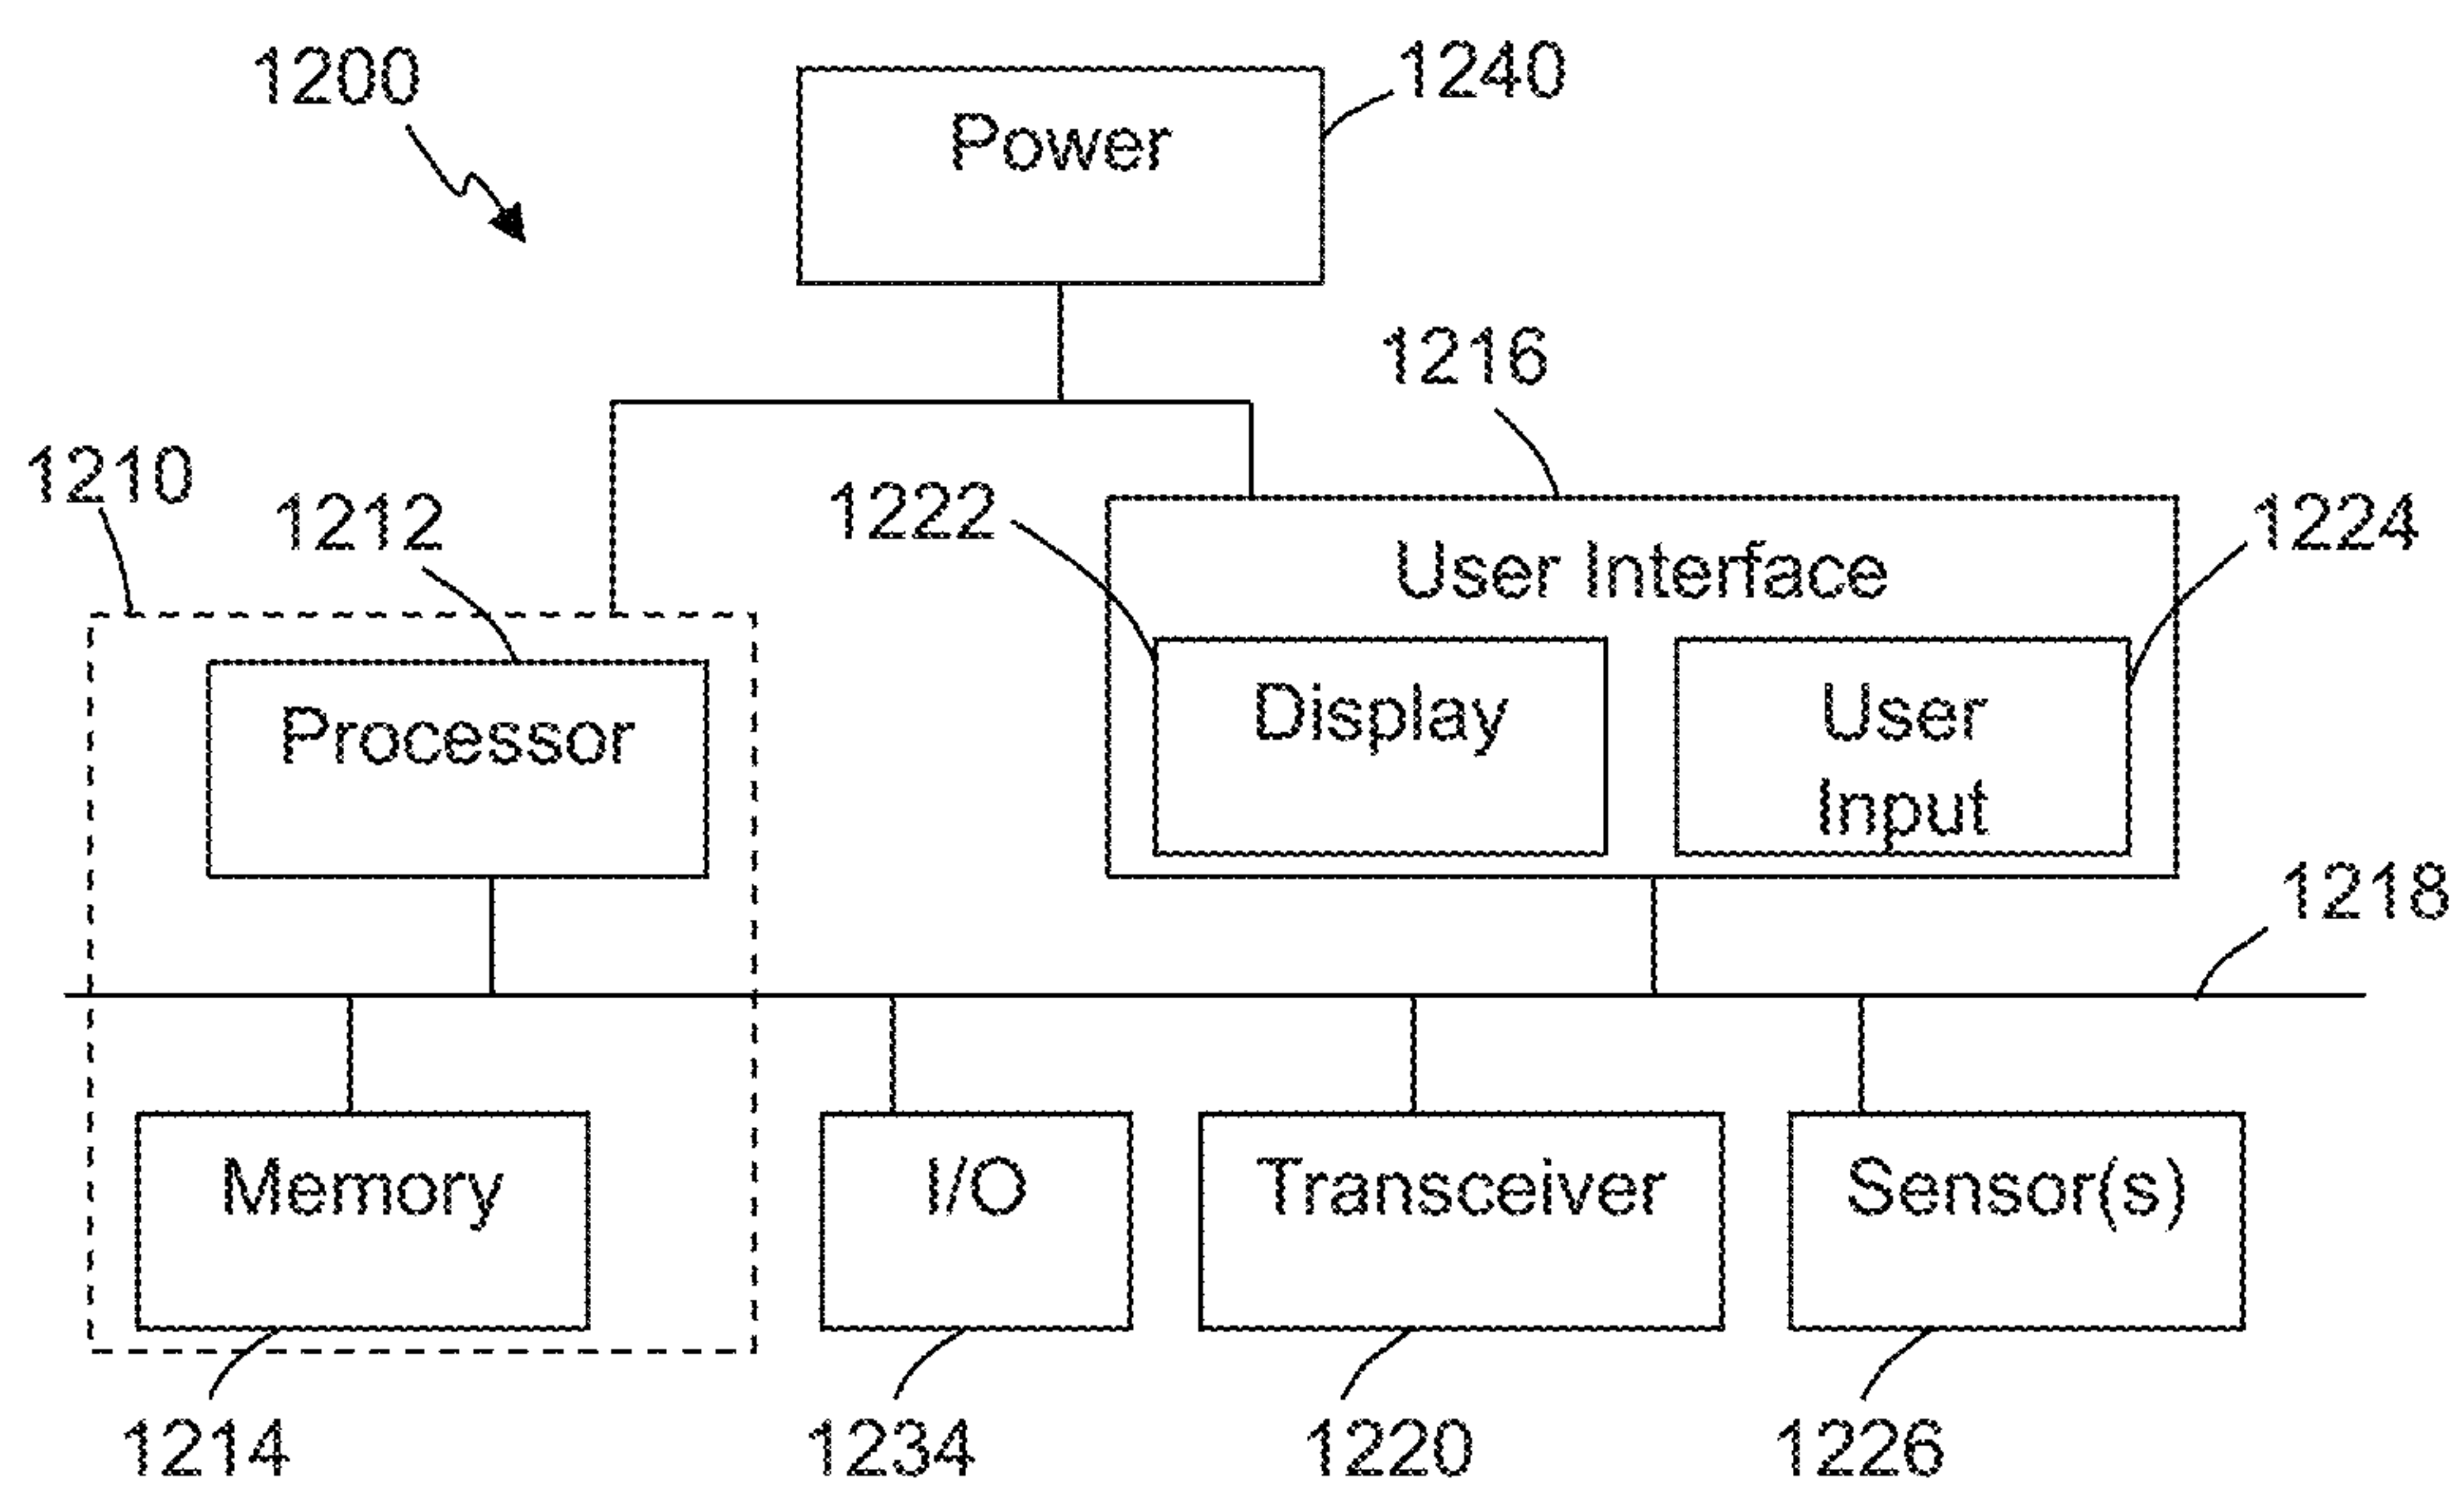 1200
Power
1240
1216
1210
1212
1222
User Interface
1224
Processor
Display
User
Input
1218
Memory
I/O
Transceiver
Sensor(s)
1214
1234
1220
1226